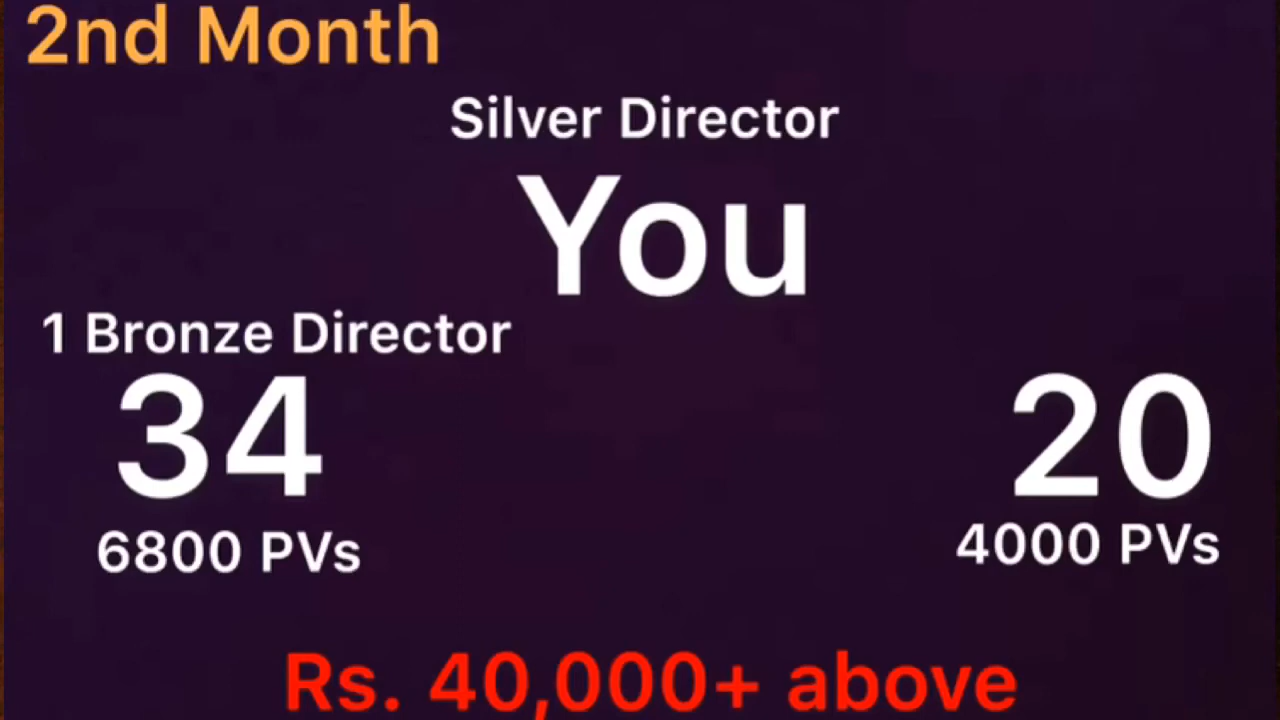 2nd Month
Silver Director
You
1 Bronze Director
34
20
6800 PVs
4000 PVs
Rs. 40,000+ above